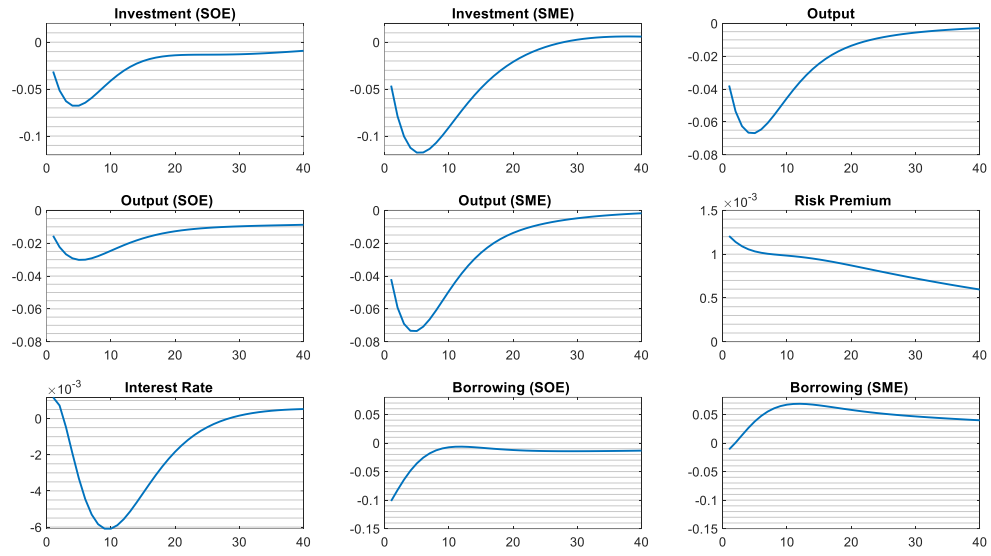 Investment (SOE)
0
-0.05
-0.1
0 10 20 30 40
Investment (SME)
0
-0.05
-0.1
0 10 20 30 40
Output
0
-0.02
-0.04
-0.06
-0.08
0 10 20 30 40
Output (SOE)
0
-0.02
-0.04
-0.06
-0.08
0 10 20 30 40
Output (SME)
0
-0.02
-0.04
-0.06
-0.08
0 10 20 30 40
Risk Premium
×10⁻³
1.5
1
0.5
0
0 10 20 30 40
Interest Rate
×10⁻³
0
-2
-4
-6
0 10 20 30 40
Borrowing (SOE)
0.05
0
-0.05
-0.1
-0.15
0 10 20 30 40
Borrowing (SME)
0.05
0
-0.05
-0.1
-0.15
0 10 20 30 40